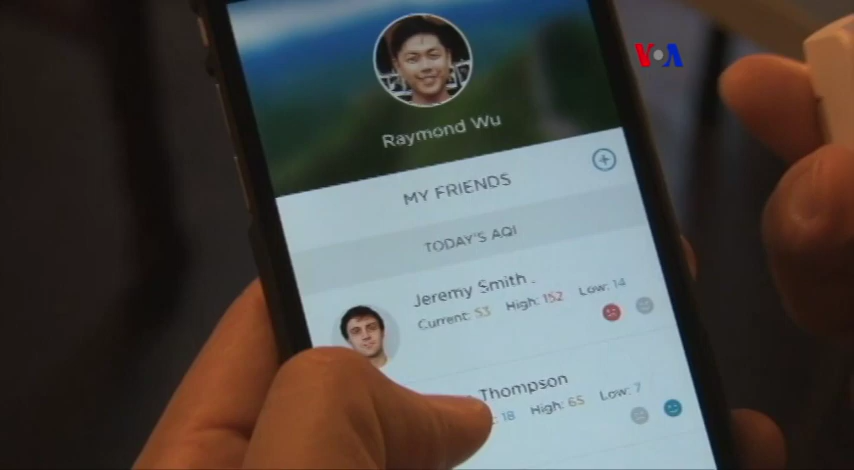 VOA
Raymond Wu
MY FRIENDS
TODAY'S AQI
Jeremy Smith
Current: 53 High: 152 Low: 14
Thompson
18 High: 65 Low: 7